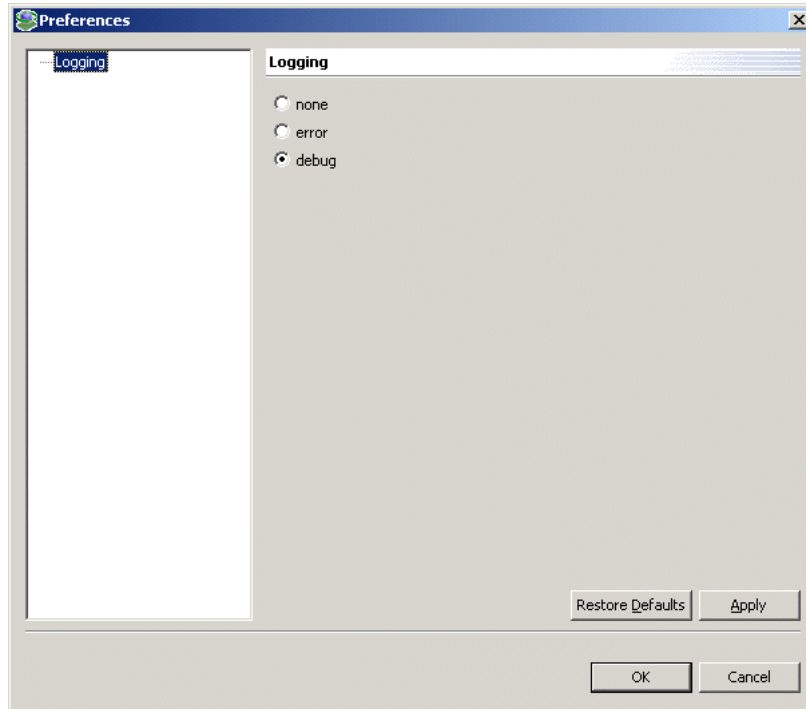 Preferences
Logging
Logging
none
error
debug
Restore Defaults
Apply
OK
Cancel